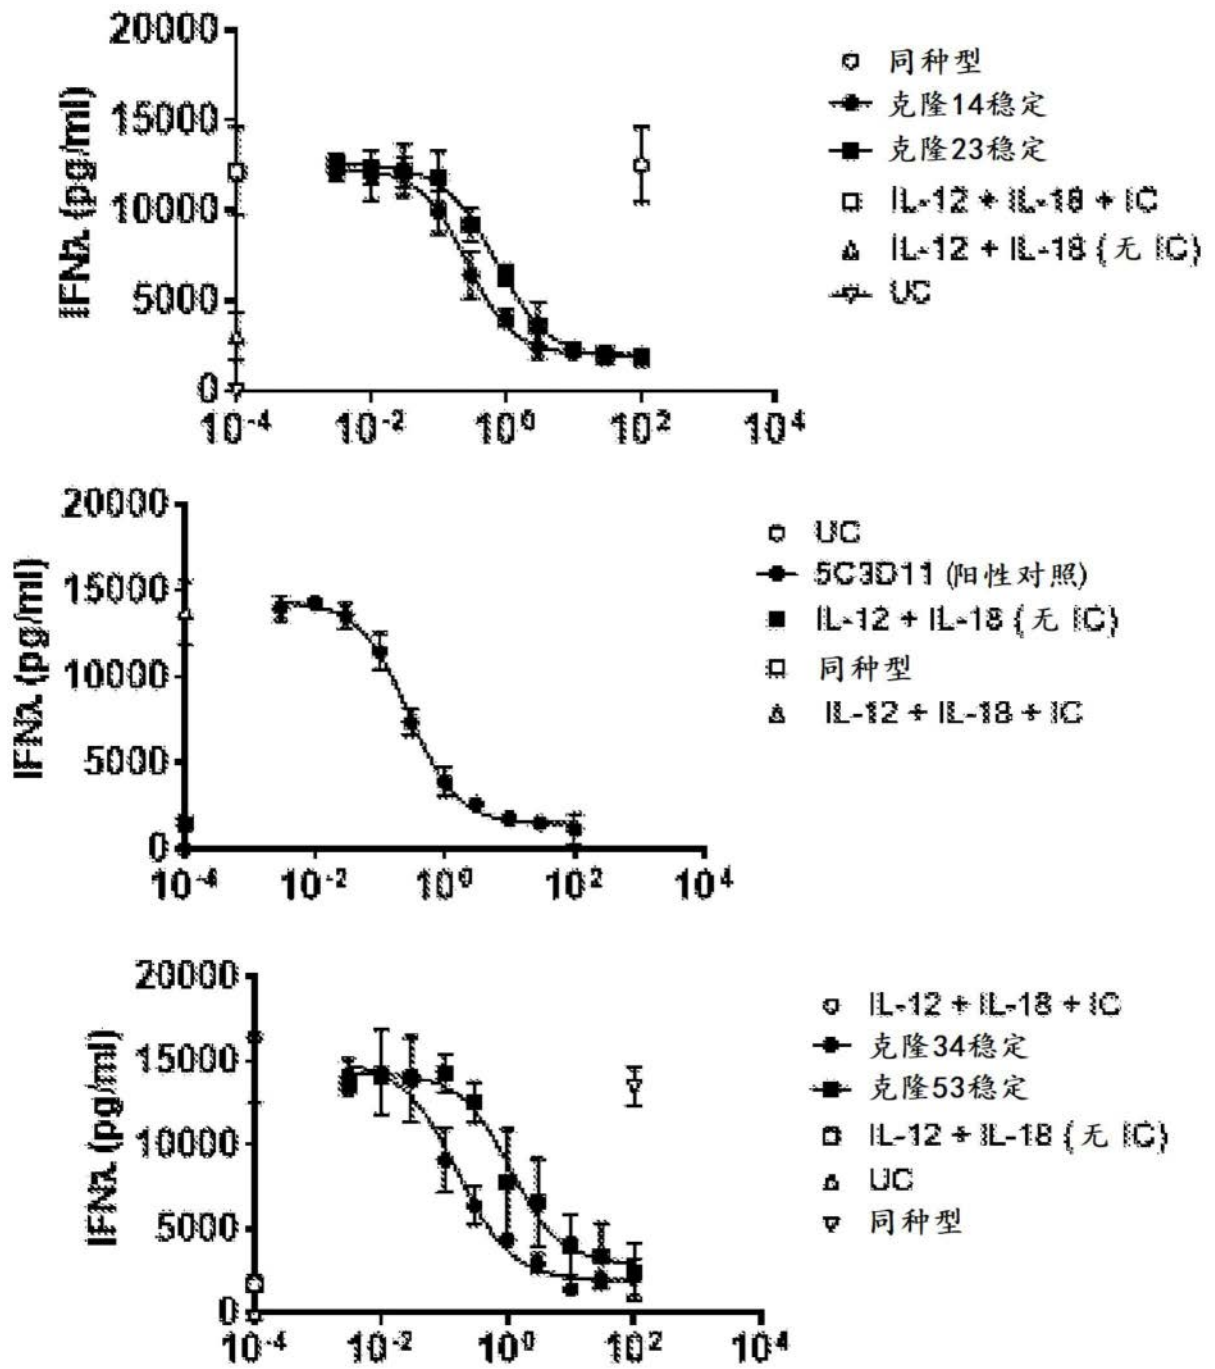 20000
15000
10000
5000
0
IFNλ (pg/ml)
10-4 10-2 100 102 104
同种型
克隆14稳定
克隆23稳定
IL-12 + IL-18 + IC
IL-12 + IL-18 (无 IC)
UC
20000
15000
10000
5000
0
IFNλ (pg/ml)
10-4 10-2 100 102 104
UC
5C3D11 (阳性对照)
IL-12 + IL-18 (无 IC)
同种型
IL-12 + IL-18 + IC
20000
15000
10000
5000
0
IFNλ (pg/ml)
10-4 10-2 100 102 104
IL-12 + IL-18 + IC
克隆34稳定
克隆53稳定
IL-12 + IL-18 (无 IC)
UC
同种型